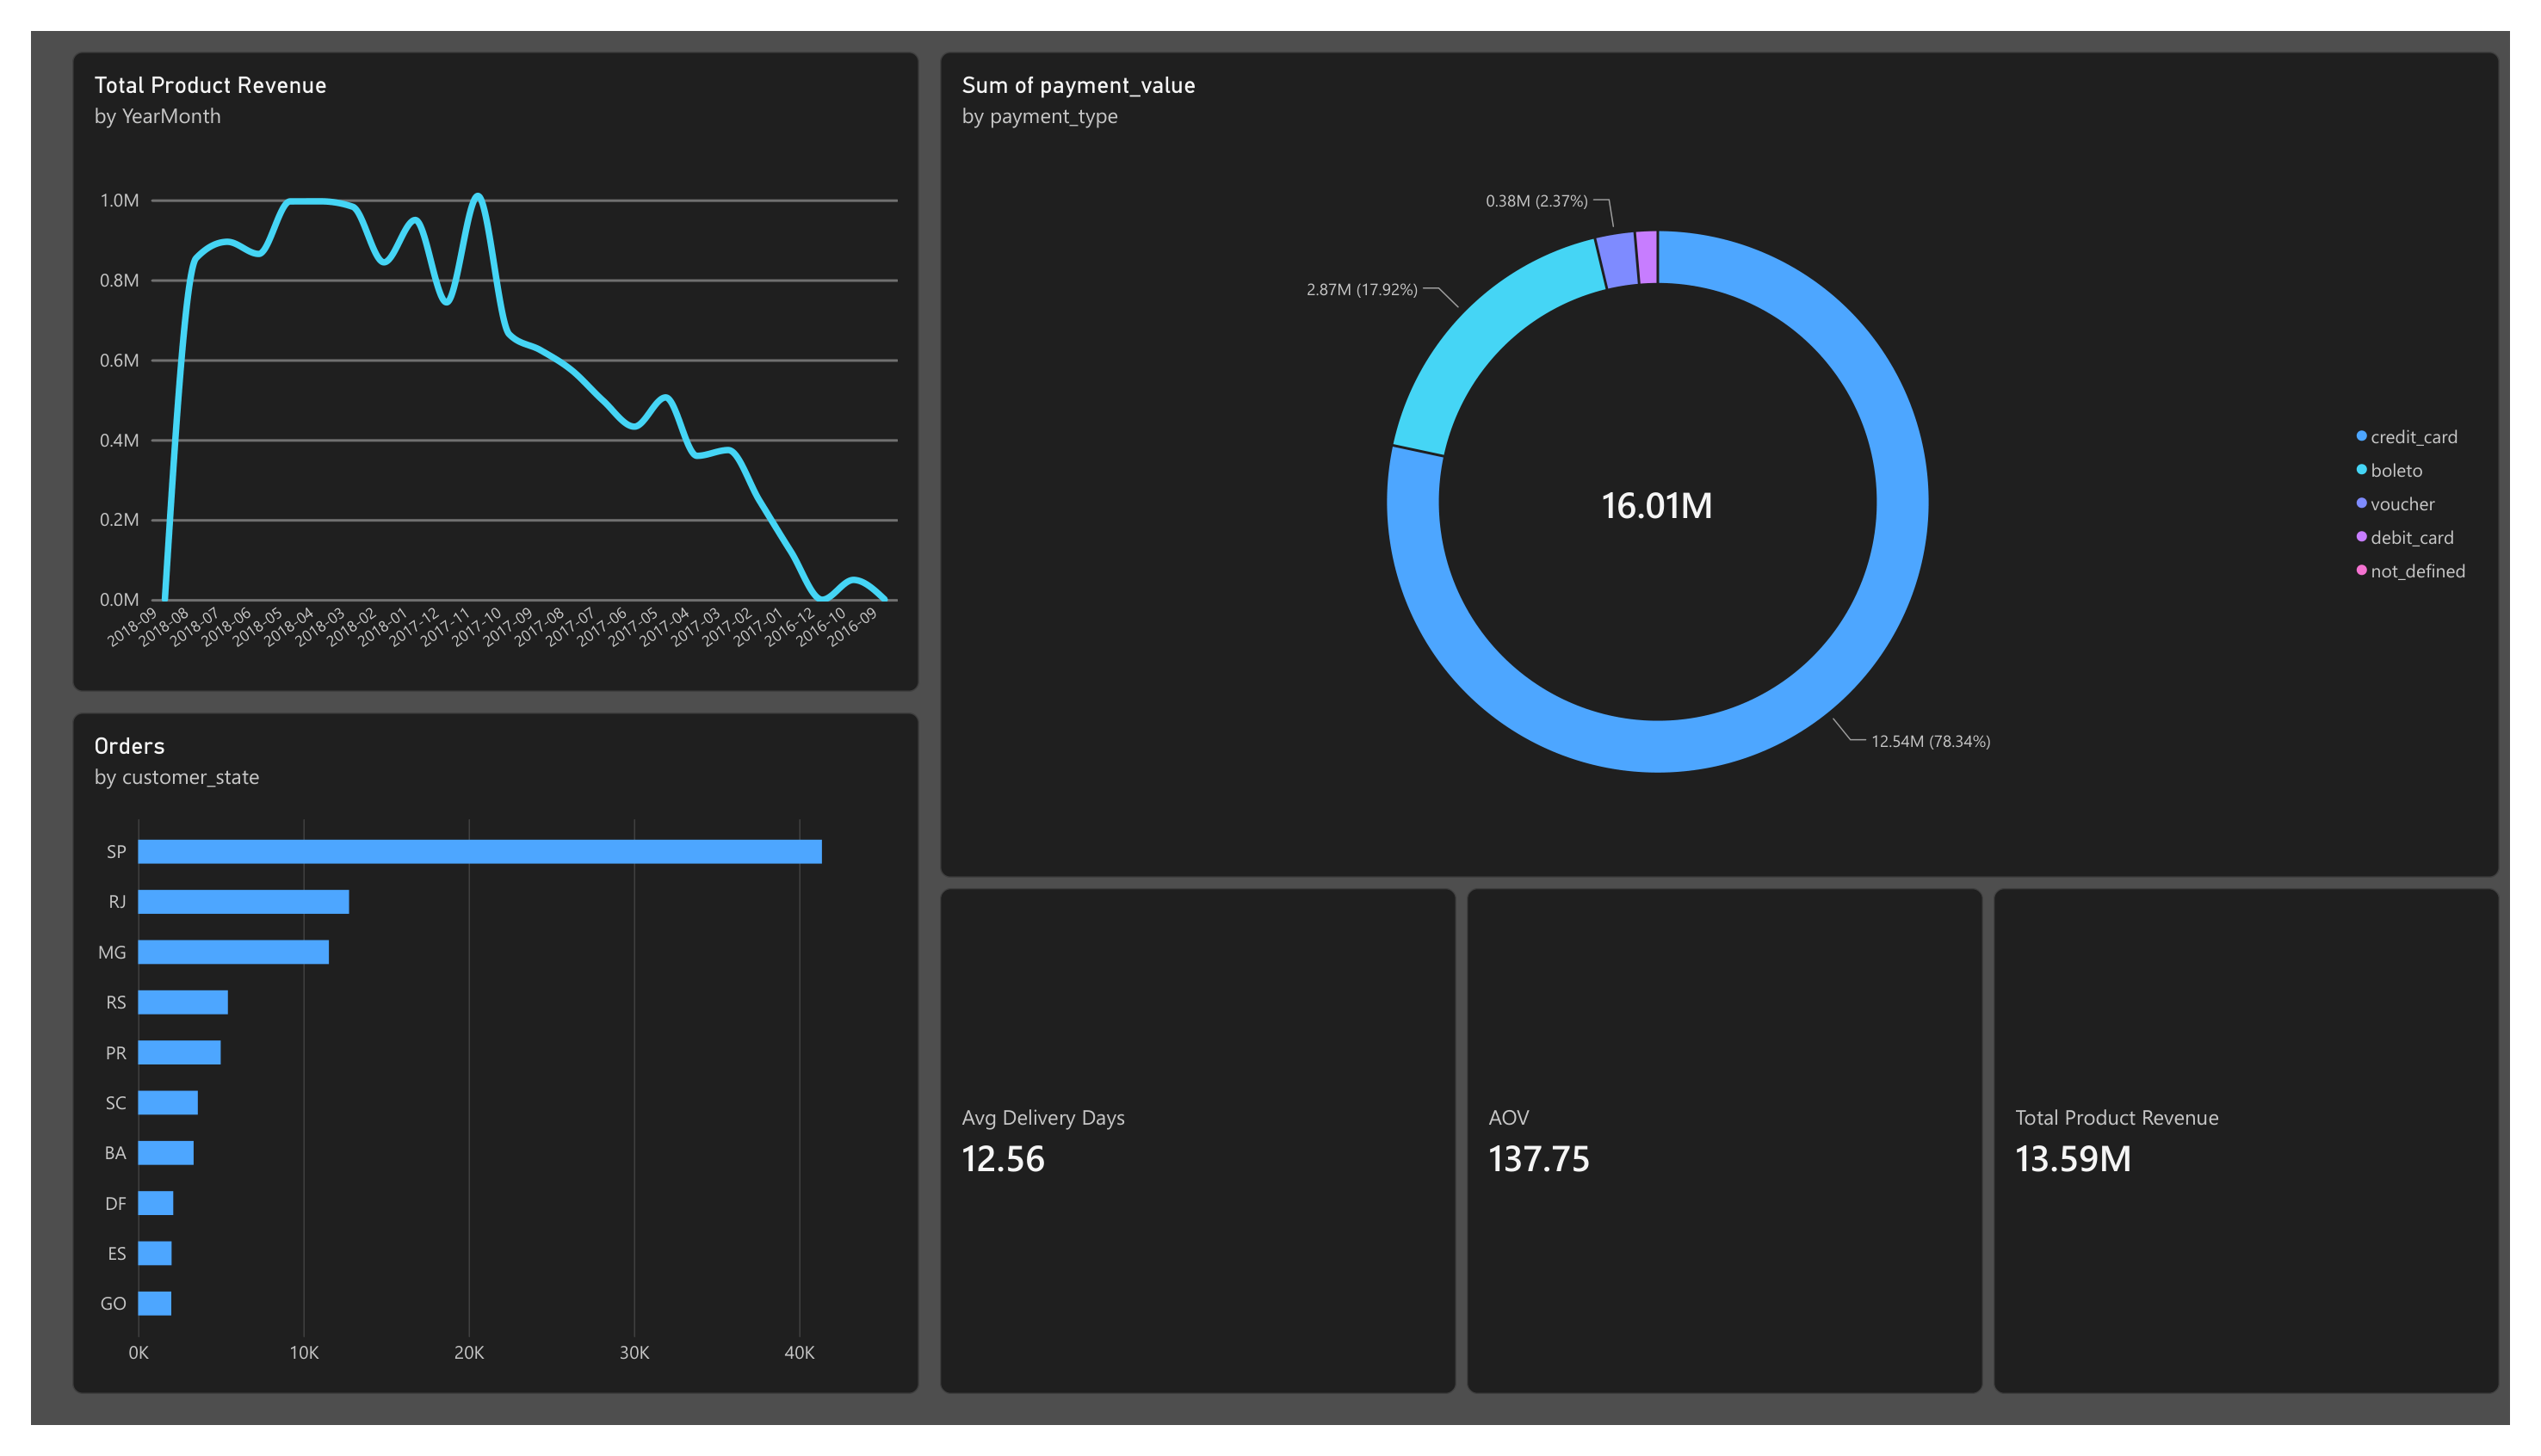 Total Product Revenue
by YearMonth
1.0M
0.8M
0.6M
0.4M
0.2M
0.0M
2018-09
2018-08
2018-07
2018-06
2018-05
2018-04
2018-03
2018-02
2018-01
2017-12
2017-11
2017-10
2017-09
2017-08
2017-07
2017-06
2017-05
2017-04
2017-03
2017-02
2017-01
2016-12
2016-10
2016-09
Sum of payment_value
by payment_type
0.38M (2.37%)
2.87M (17.92%)
16.01M
12.54M (78.34%)
credit_card
boleto
voucher
debit_card
not_defined
Orders
by customer_state
SP
RJ
MG
RS
PR
SC
BA
DF
ES
GO
0K 10K 20K 30K 40K
Avg Delivery Days
12.56
AOV
137.75
Total Product Revenue
13.59M